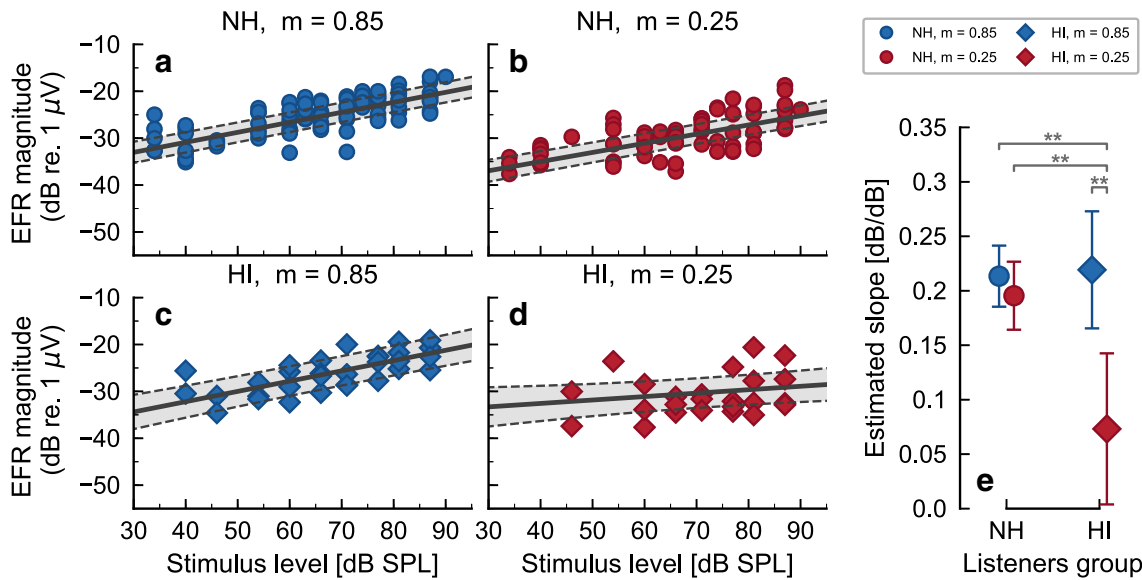 NH, m = 0.85
a
−10
−20
−30
−40
−50
EFR magnitude
(dB re. 1 µV)
NH, m = 0.25
b
HI, m = 0.85
c
−10
−20
−30
−40
−50
EFR magnitude
(dB re. 1 µV)
30 40 50 60 70 80 90
Stimulus level [dB SPL]
HI, m = 0.25
d
30 40 50 60 70 80 90
Stimulus level [dB SPL]
NH, m = 0.85
HI, m = 0.85
NH, m = 0.25
HI, m = 0.25
0.35
0.3
0.25
0.2
0.15
0.1
0.05
0.0
Estimated slope [dB/dB]
**
**
**
e
NH HI
Listeners group